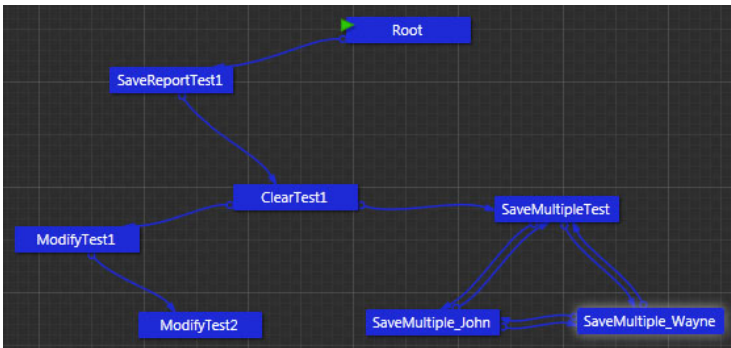 Root
SaveReportTest1
ClearTest1
SaveMultipleTest
ModifyTest1
ModifyTest2
SaveMultiple_John
SaveMultiple_Wayne